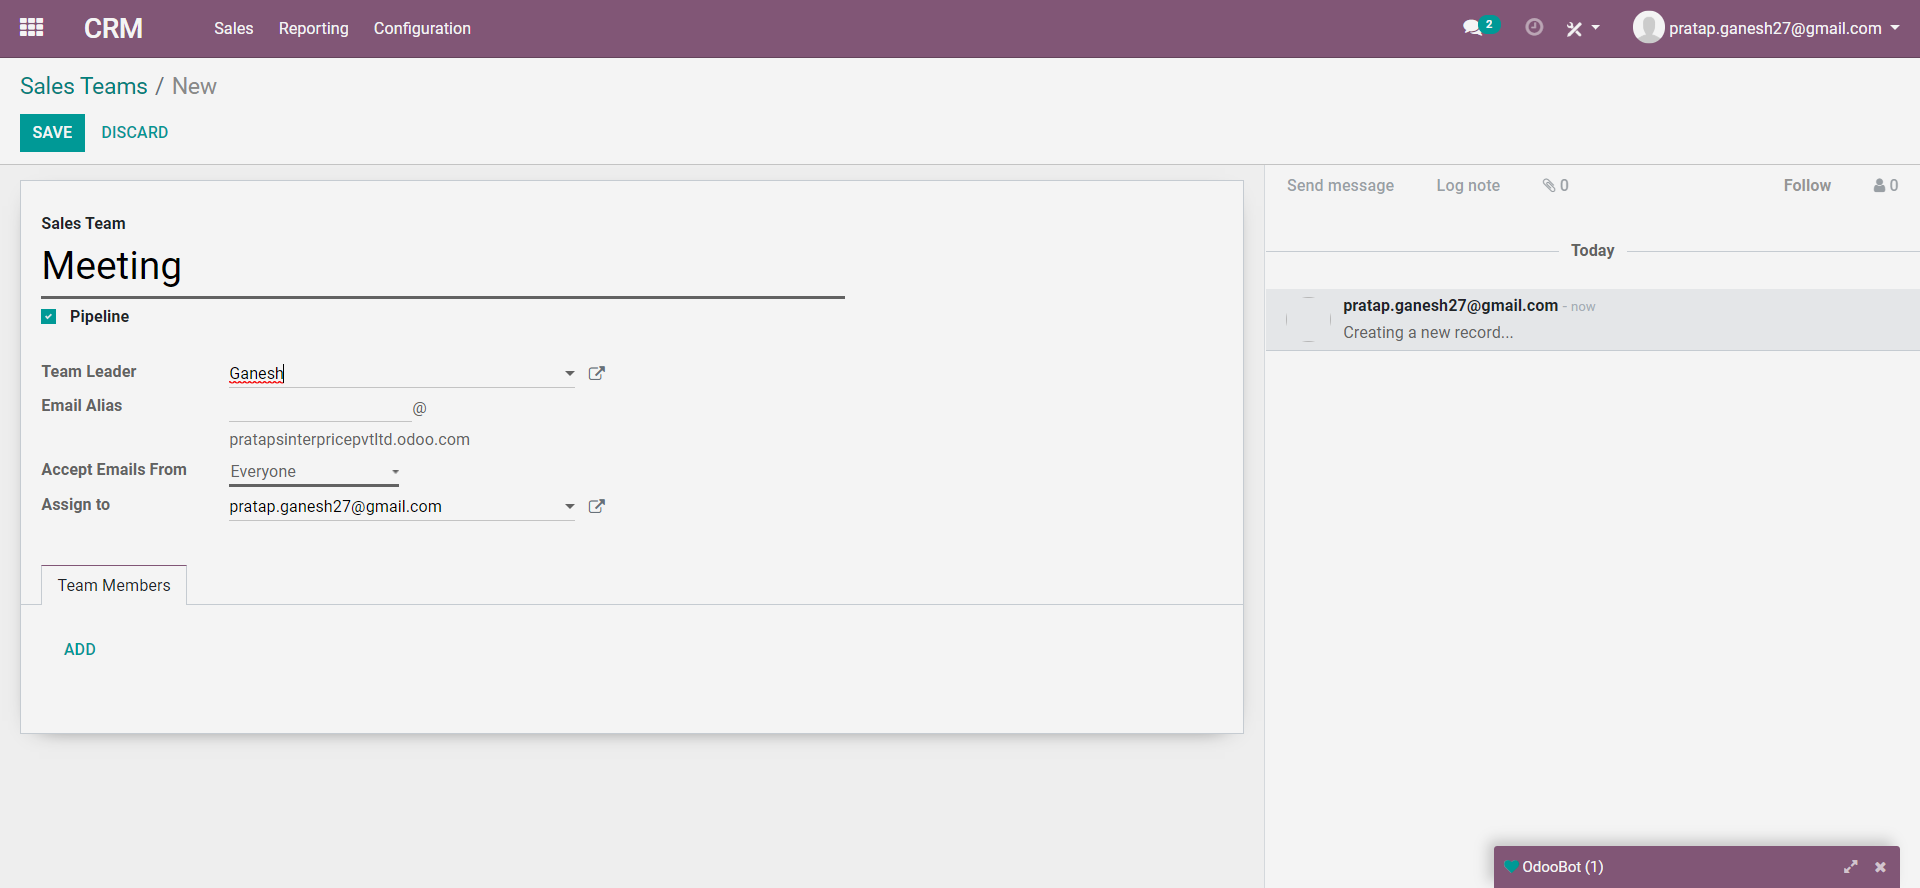 CRM Sales Reporting Configuration 2 pratap.ganesh27@gmail.com
Sales Teams / New
SAVE DISCARD
Send message Log note 0 Follow 0
Sales Team
Meeting
Pipeline
Today
pratap.ganesh27@gmail.com - now
Creating a new record...
Team Leader Ganesh
Email Alias @
pratapsinterpricepvtltd.odoo.com
Accept Emails From Everyone
Assign to pratap.ganesh27@gmail.com
Team Members
ADD
OdooBot (1)